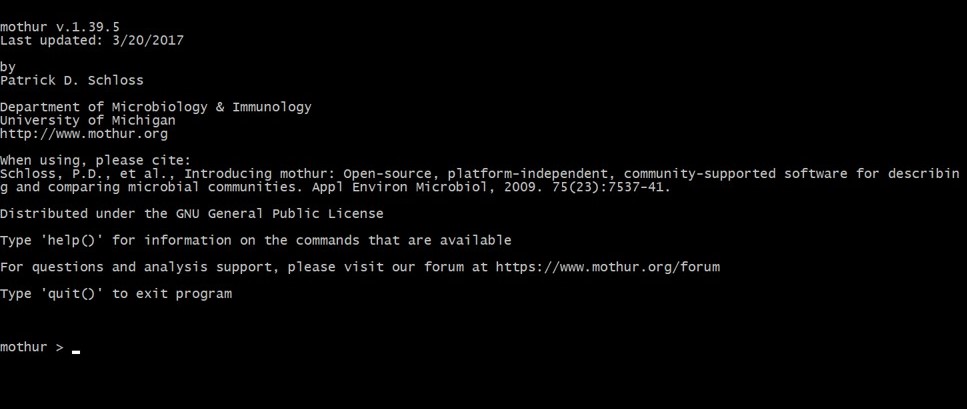 mothur v.1.39.5
Last updated: 3/20/2017
by
Patrick D. Schloss
Department of Microbiology & Immunology
University of Michigan
http://www.mothur.org
When using, please cite:
Schloss, P.D., et al., Introducing mothur: Open-source, platform-independent, community-supported software for describin
g and comparing microbial communities. Appl Environ Microbiol, 2009. 75(23):7537-41.
Distributed under the GNU General Public License
Type 'help()' for information on the commands that are available
For questions and analysis support, please visit our forum at https://www.mothur.org/forum
Type 'quit()' to exit program
mothur > _